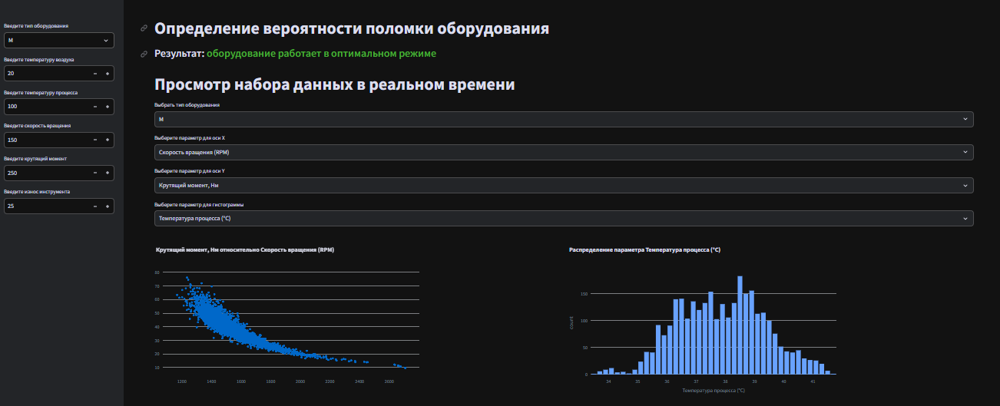 Введите тип оборудования
M
Введите температуру воздуха
20
Введите температуру процесса
100
Введите скорость вращения
150
Введите крутящий момент
250
Введите износ инструмента
25
Определение вероятности поломки оборудования
Результат: оборудование работает в оптимальном режиме
Просмотр набора данных в реальном времени
Выбрать тип оборудования
M
Выберите параметр для оси X
Скорость вращения (RPM)
Выберите параметр для оси Y
Крутящий момент, Нм
Выберите параметр для гистограммы
Температура процесса (°C)
Крутящий момент, Нм относительно Скорость вращения (RPM)
80
70
60
50
40
30
20
10
1200 1400 1600 1800 2000 2200 2400 2600
Распределение параметра Температура процесса (°C)
count
150
100
50
0
34 35 36 37 38 39 40 41
Температура процесса (°C)